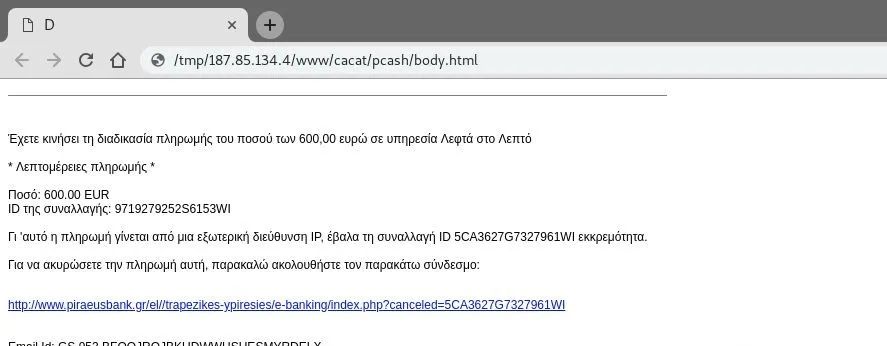 D
/tmp/187.85.134.4/www/cacat/pcash/body.html
Έχετε κινήσει τη διαδικασία πληρωμής του ποσού των 600,00 ευρώ σε υπηρεσία Λεφτά στο Λεπτό
* Λεπτομέρειες πληρωμής *
Ποσό: 600.00 EUR
ID της συναλλαγής: 9719279252S6153WI
Γι 'αυτό η πληρωμή γίνεται από μια εξωτερική διεύθυνση IP, έβαλα τη συναλλαγή ID 5CA3627G7327961WI εκκρεμότητα.
Για να ακυρώσετε την πληρωμή αυτή, παρακαλώ ακολουθήστε τον παρακάτω σύνδεσμο:
http://www.piraeusbank.gr/el//trapezikes-ypiresies/e-banking/index.php?canceled=5CA3627G7327961WI
Email Id: